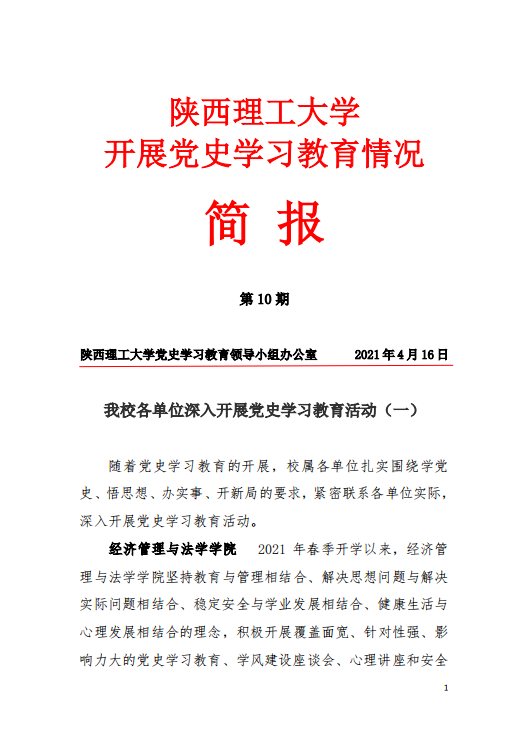 陕西理工大学
开展党史学习教育情况
简 报
第 10 期
陕西理工大学党史学习教育领导小组办公室 2021 年 4 月 16 日
我校各单位深入开展党史学习教育活动（一）
随着党史学习教育的开展，校属各单位扎实围绕学党
史、悟思想、办实事、开新局的要求，紧密联系各单位实际，
深入开展党史学习教育活动。
经济管理与法学学院 2021 年春季开学以来，经济管
理与法学学院坚持教育与管理相结合、解决思想问题与解决
实际问题相结合、稳定安全与学业发展相结合、健康生活与
心理发展相结合的理念，积极开展覆盖面宽、针对性强、影
响力大的党史学习教育、学风建设座谈会、心理讲座和安全
1